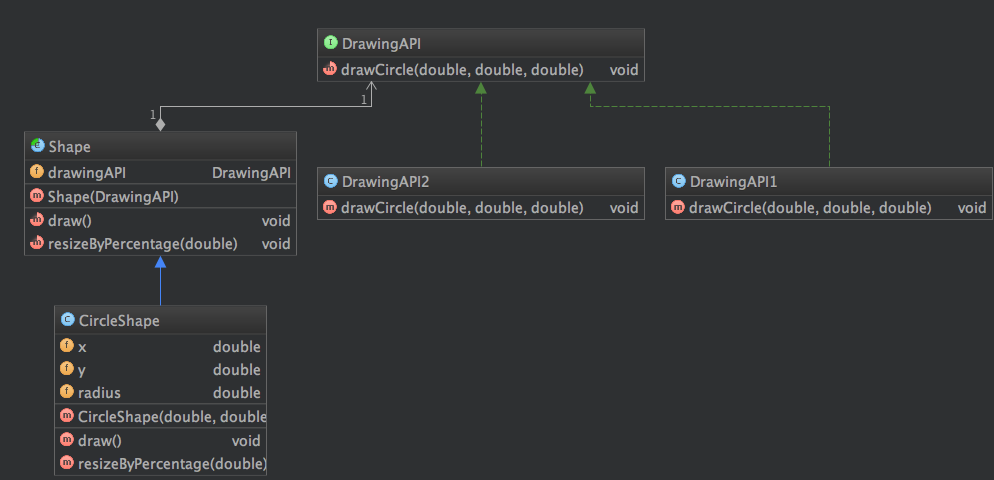 DrawingAPI
drawCircle(double, double, double) void
1
1
Shape
drawingAPI DrawingAPI
Shape(DrawingAPI)
draw() void
resizeByPercentage(double) void
DrawingAPI2
drawCircle(double, double, double) void
DrawingAPI1
drawCircle(double, double, double) void
CircleShape
x double
y double
radius double
CircleShape(double, double
draw() void
resizeByPercentage(double)